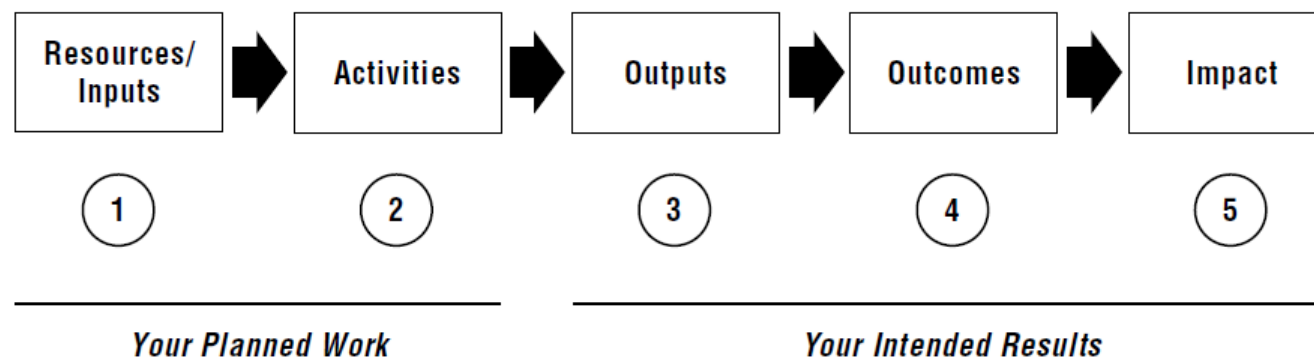 Resources/
Inputs
Activities
Outputs
Outcomes
Impact
1
2
3
4
5
Your Planned Work
Your Intended Results